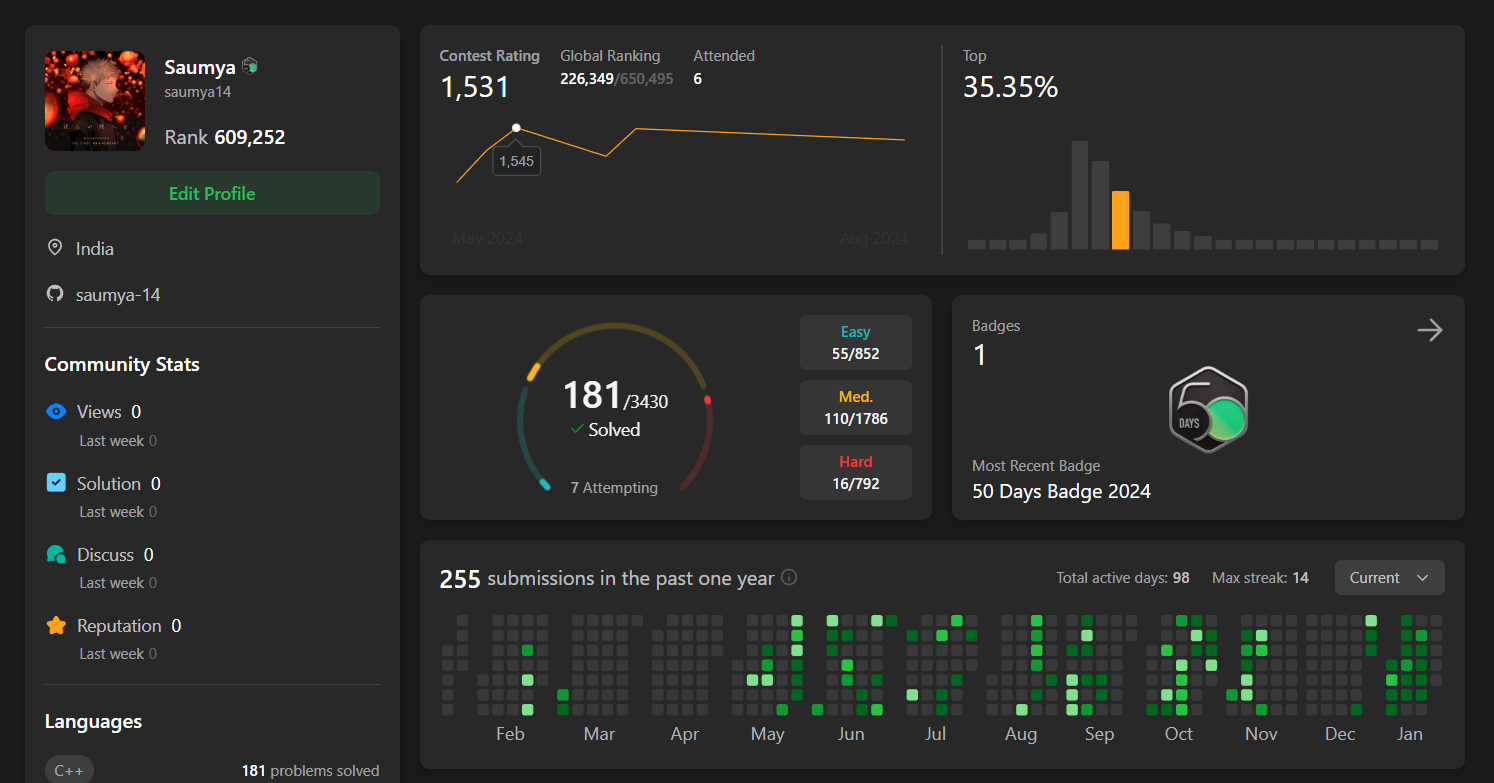 Saumya
saumya14
Rank 609,252
Edit Profile
India
saumya-14
Community Stats
Views 0
Last week 0
Solution 0
Last week 0
Discuss 0
Last week 0
Reputation 0
Last week 0
Languages
C++ 181 problems solved
Contest Rating
1,531
Global Ranking
226,349/650,495
Attended
6
1,545
May 2024 Aug 2024
Top
35.35%
181/3430
Solved
7 Attempting
Easy
55/852
Med.
110/1786
Hard
16/792
Badges
1
50
DAYS
Most Recent Badge
50 Days Badge 2024
255 submissions in the past one year
Total active days: 98 Max streak: 14 Current
Feb Mar Apr May Jun Jul Aug Sep Oct Nov Dec Jan